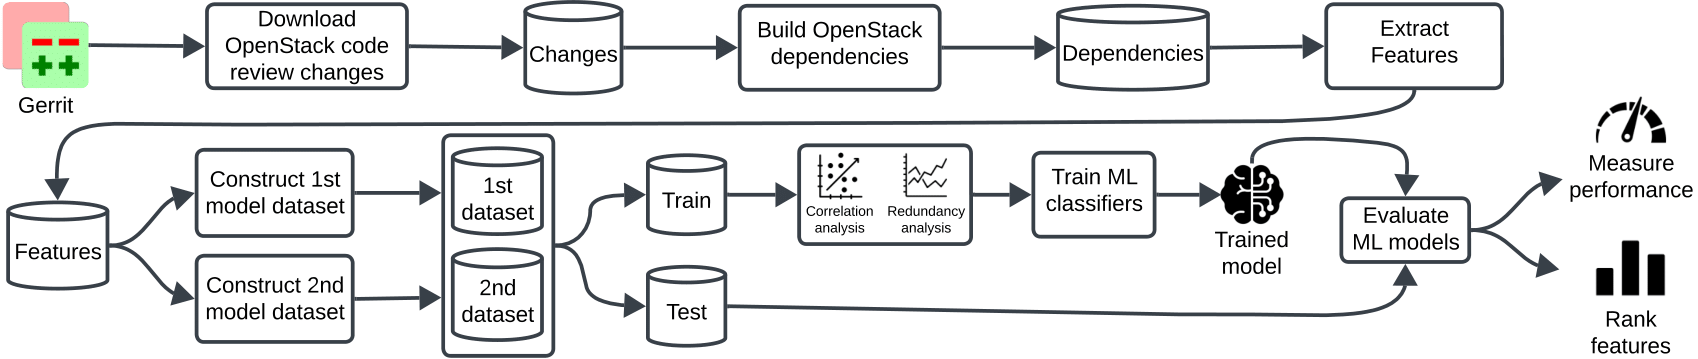 Gerrit
Download
OpenStack code
review changes
Changes
Build OpenStack
dependencies
Dependencies
Extract
Features
Features
Construct 1st
model dataset
Construct 2nd
model dataset
1st
dataset
2nd
dataset
Train
Test
Correlation
analysis
Redundancy
analysis
Train ML
classifiers
Trained
model
Evaluate
ML models
Measure
performance
Rank
features